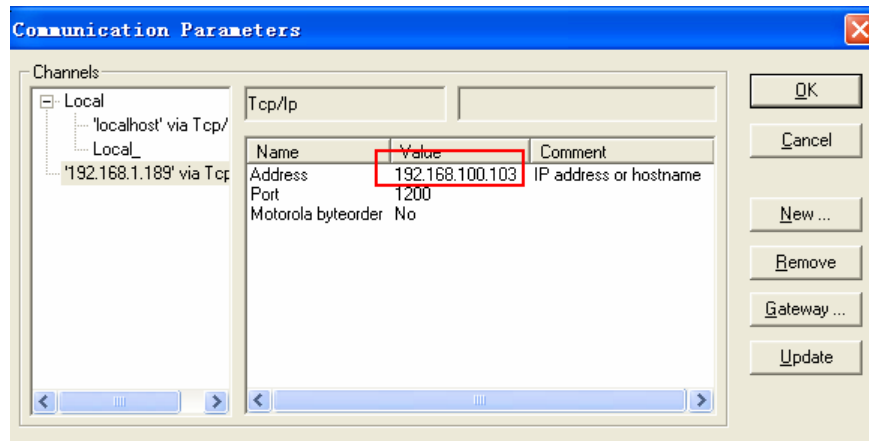 Communication Parameters
Channels
Local
'localhost' via Tcp/
Local_
'192.168.1.189' via Tcp
Tcp/Ip
Name Value Comment
Address 192.168.100.103 IP address or hostname
Port 1200
Motorola byteorder No
OK
Cancel
New ...
Remove
Gateway ...
Update